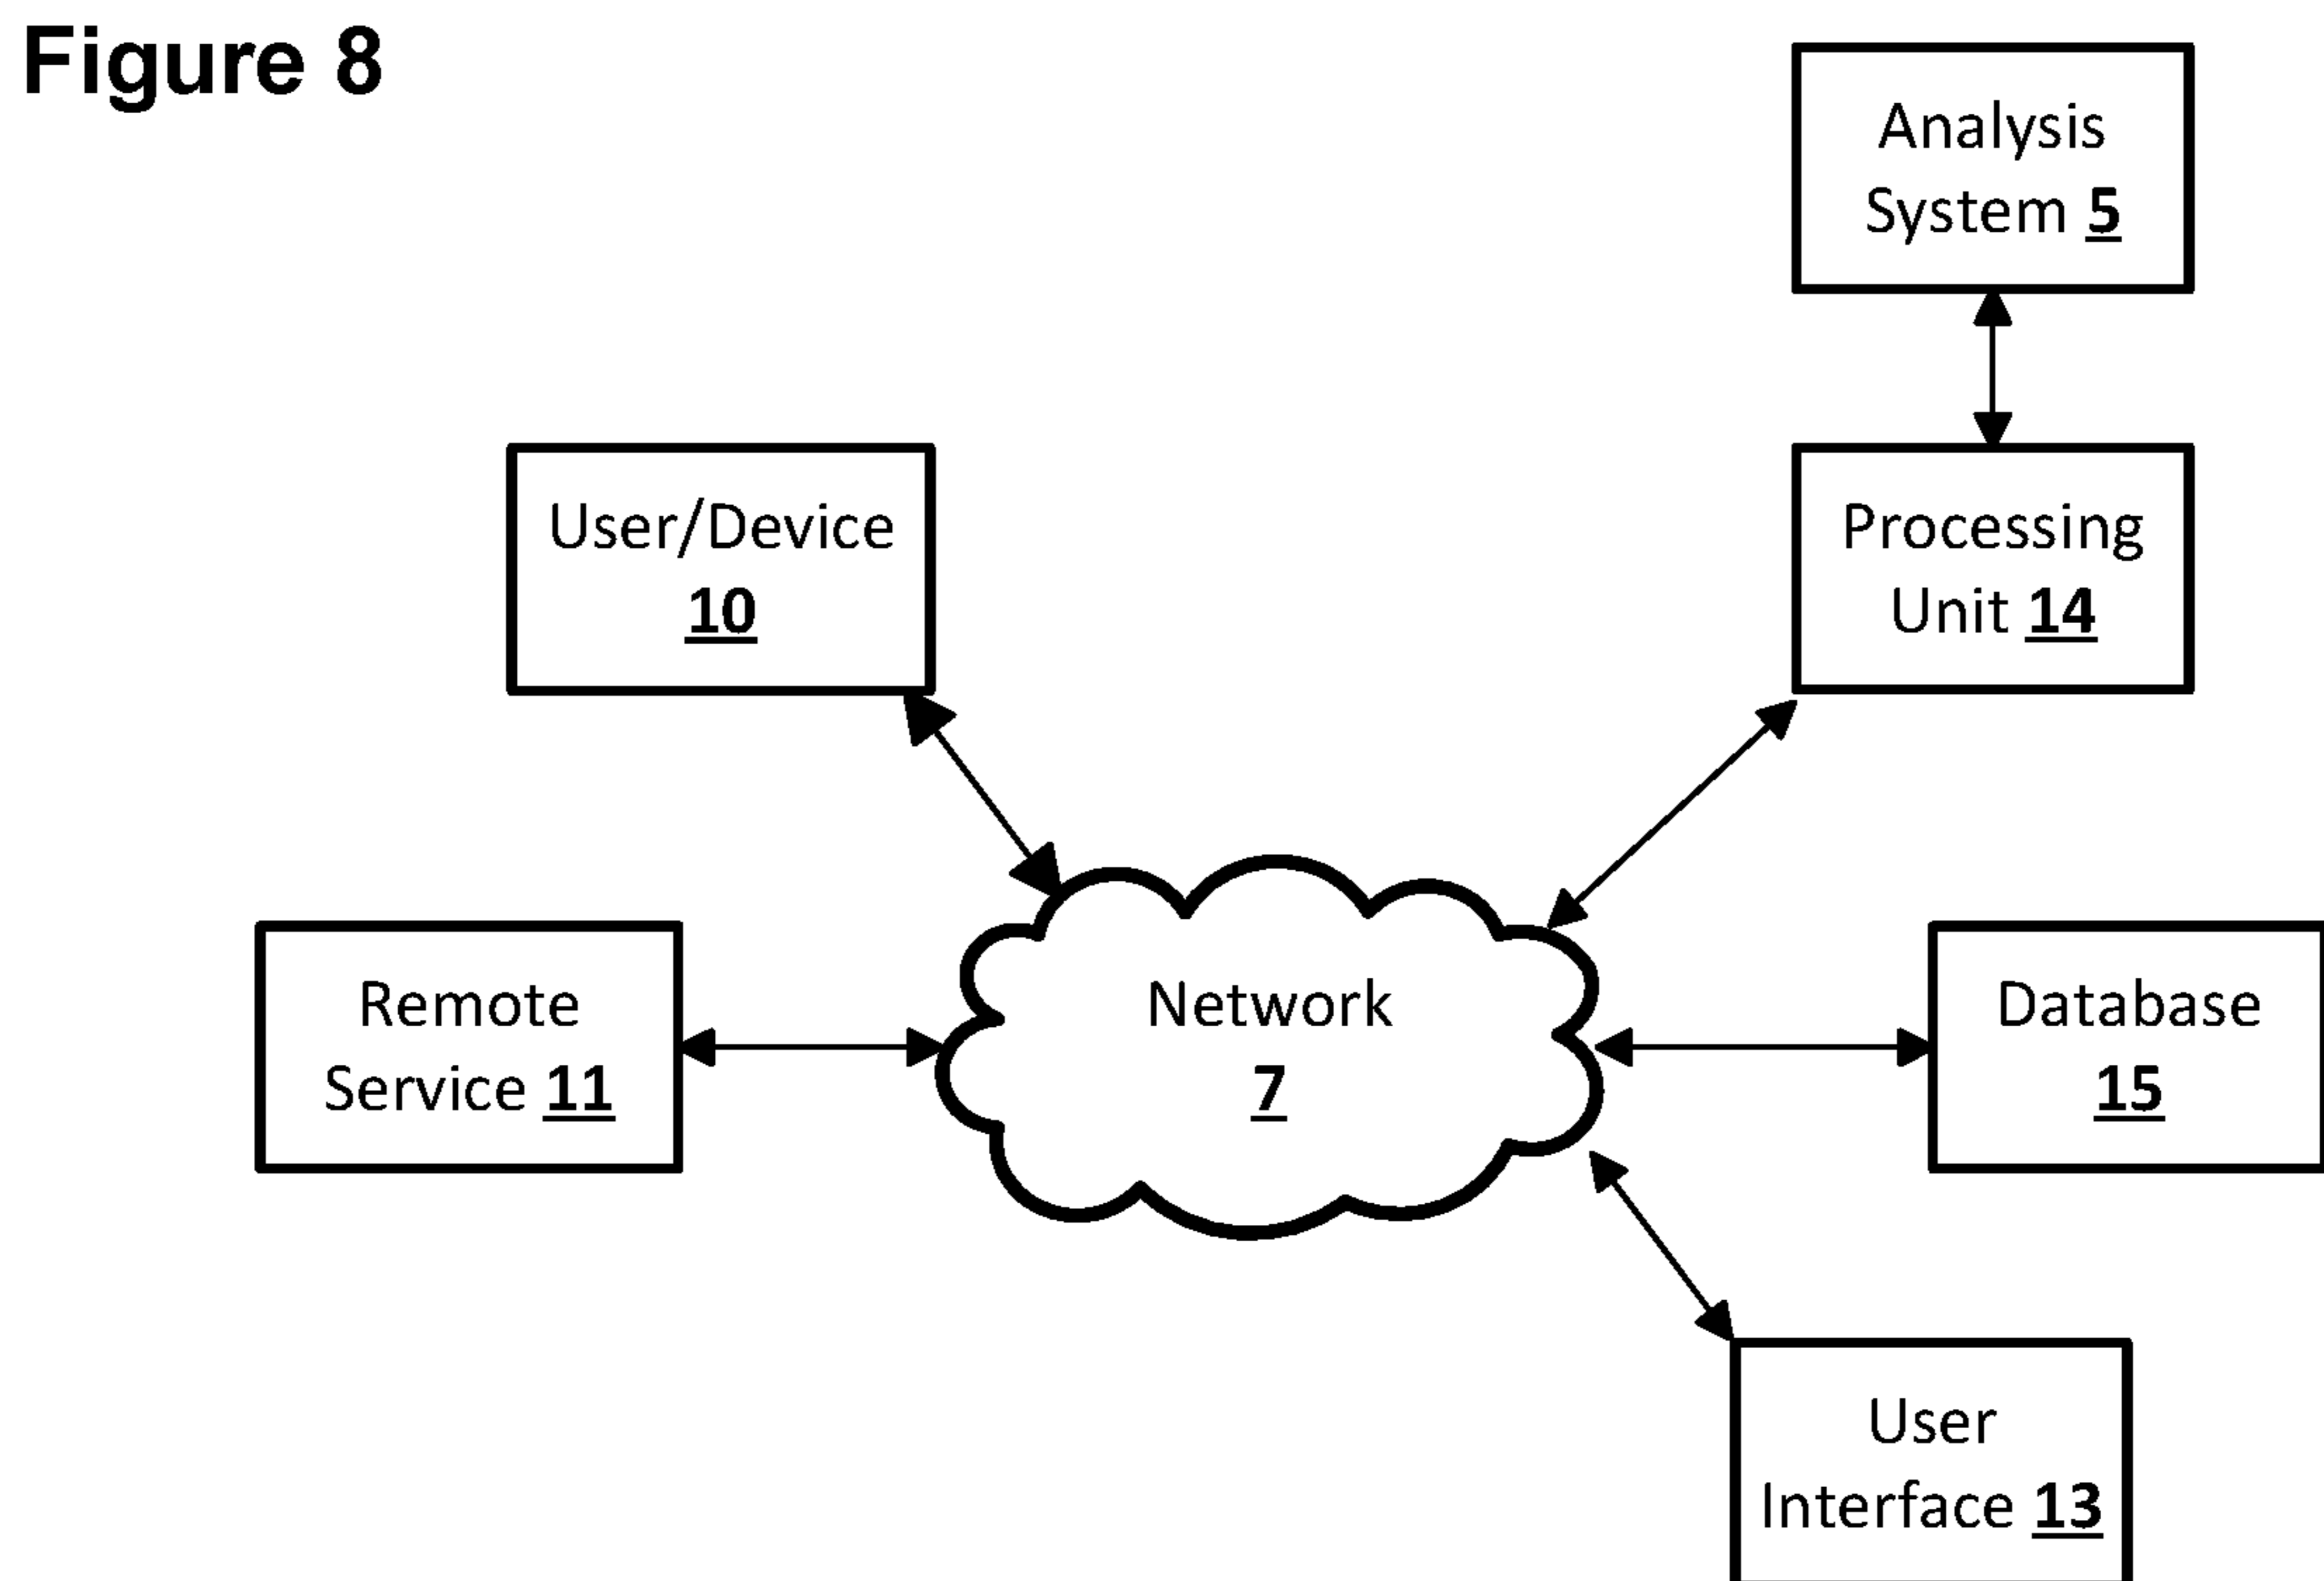 Figure 8
Analysis
System 5
User/Device
10
Processing
Unit 14
Remote
Service 11
Network
7
Database
15
User
Interface 13